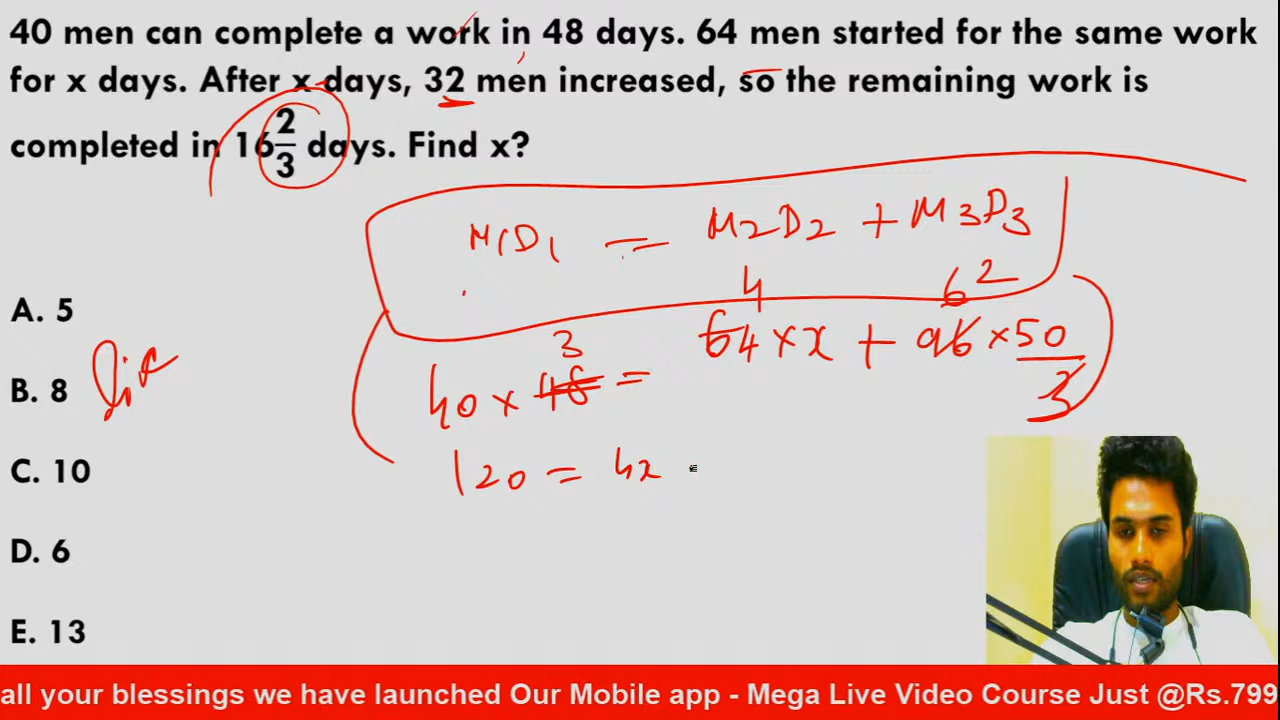 40 men can complete a work in 48 days. 64 men started for the same work
for x days. After x days, 32 men increased, so the remaining work is
completed in 16 2/3 days. Find x?
M1D1 = M2D2 + M3D3
4 6 2
3 64 × x + 96 × 50/3
40 × 48 =
120 = 4x
A. 5
B. 8
C. 10
D. 6
E. 13
all your blessings we have launched Our Mobile app - Mega Live Video Course Just @Rs.799